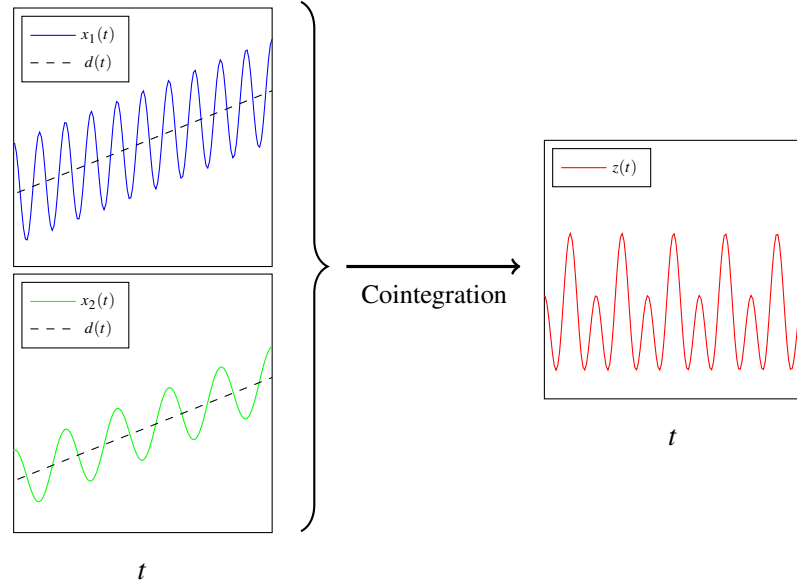 x₁(t)
d(t)
x₂(t)
d(t)
t
Cointegration
z(t)
t